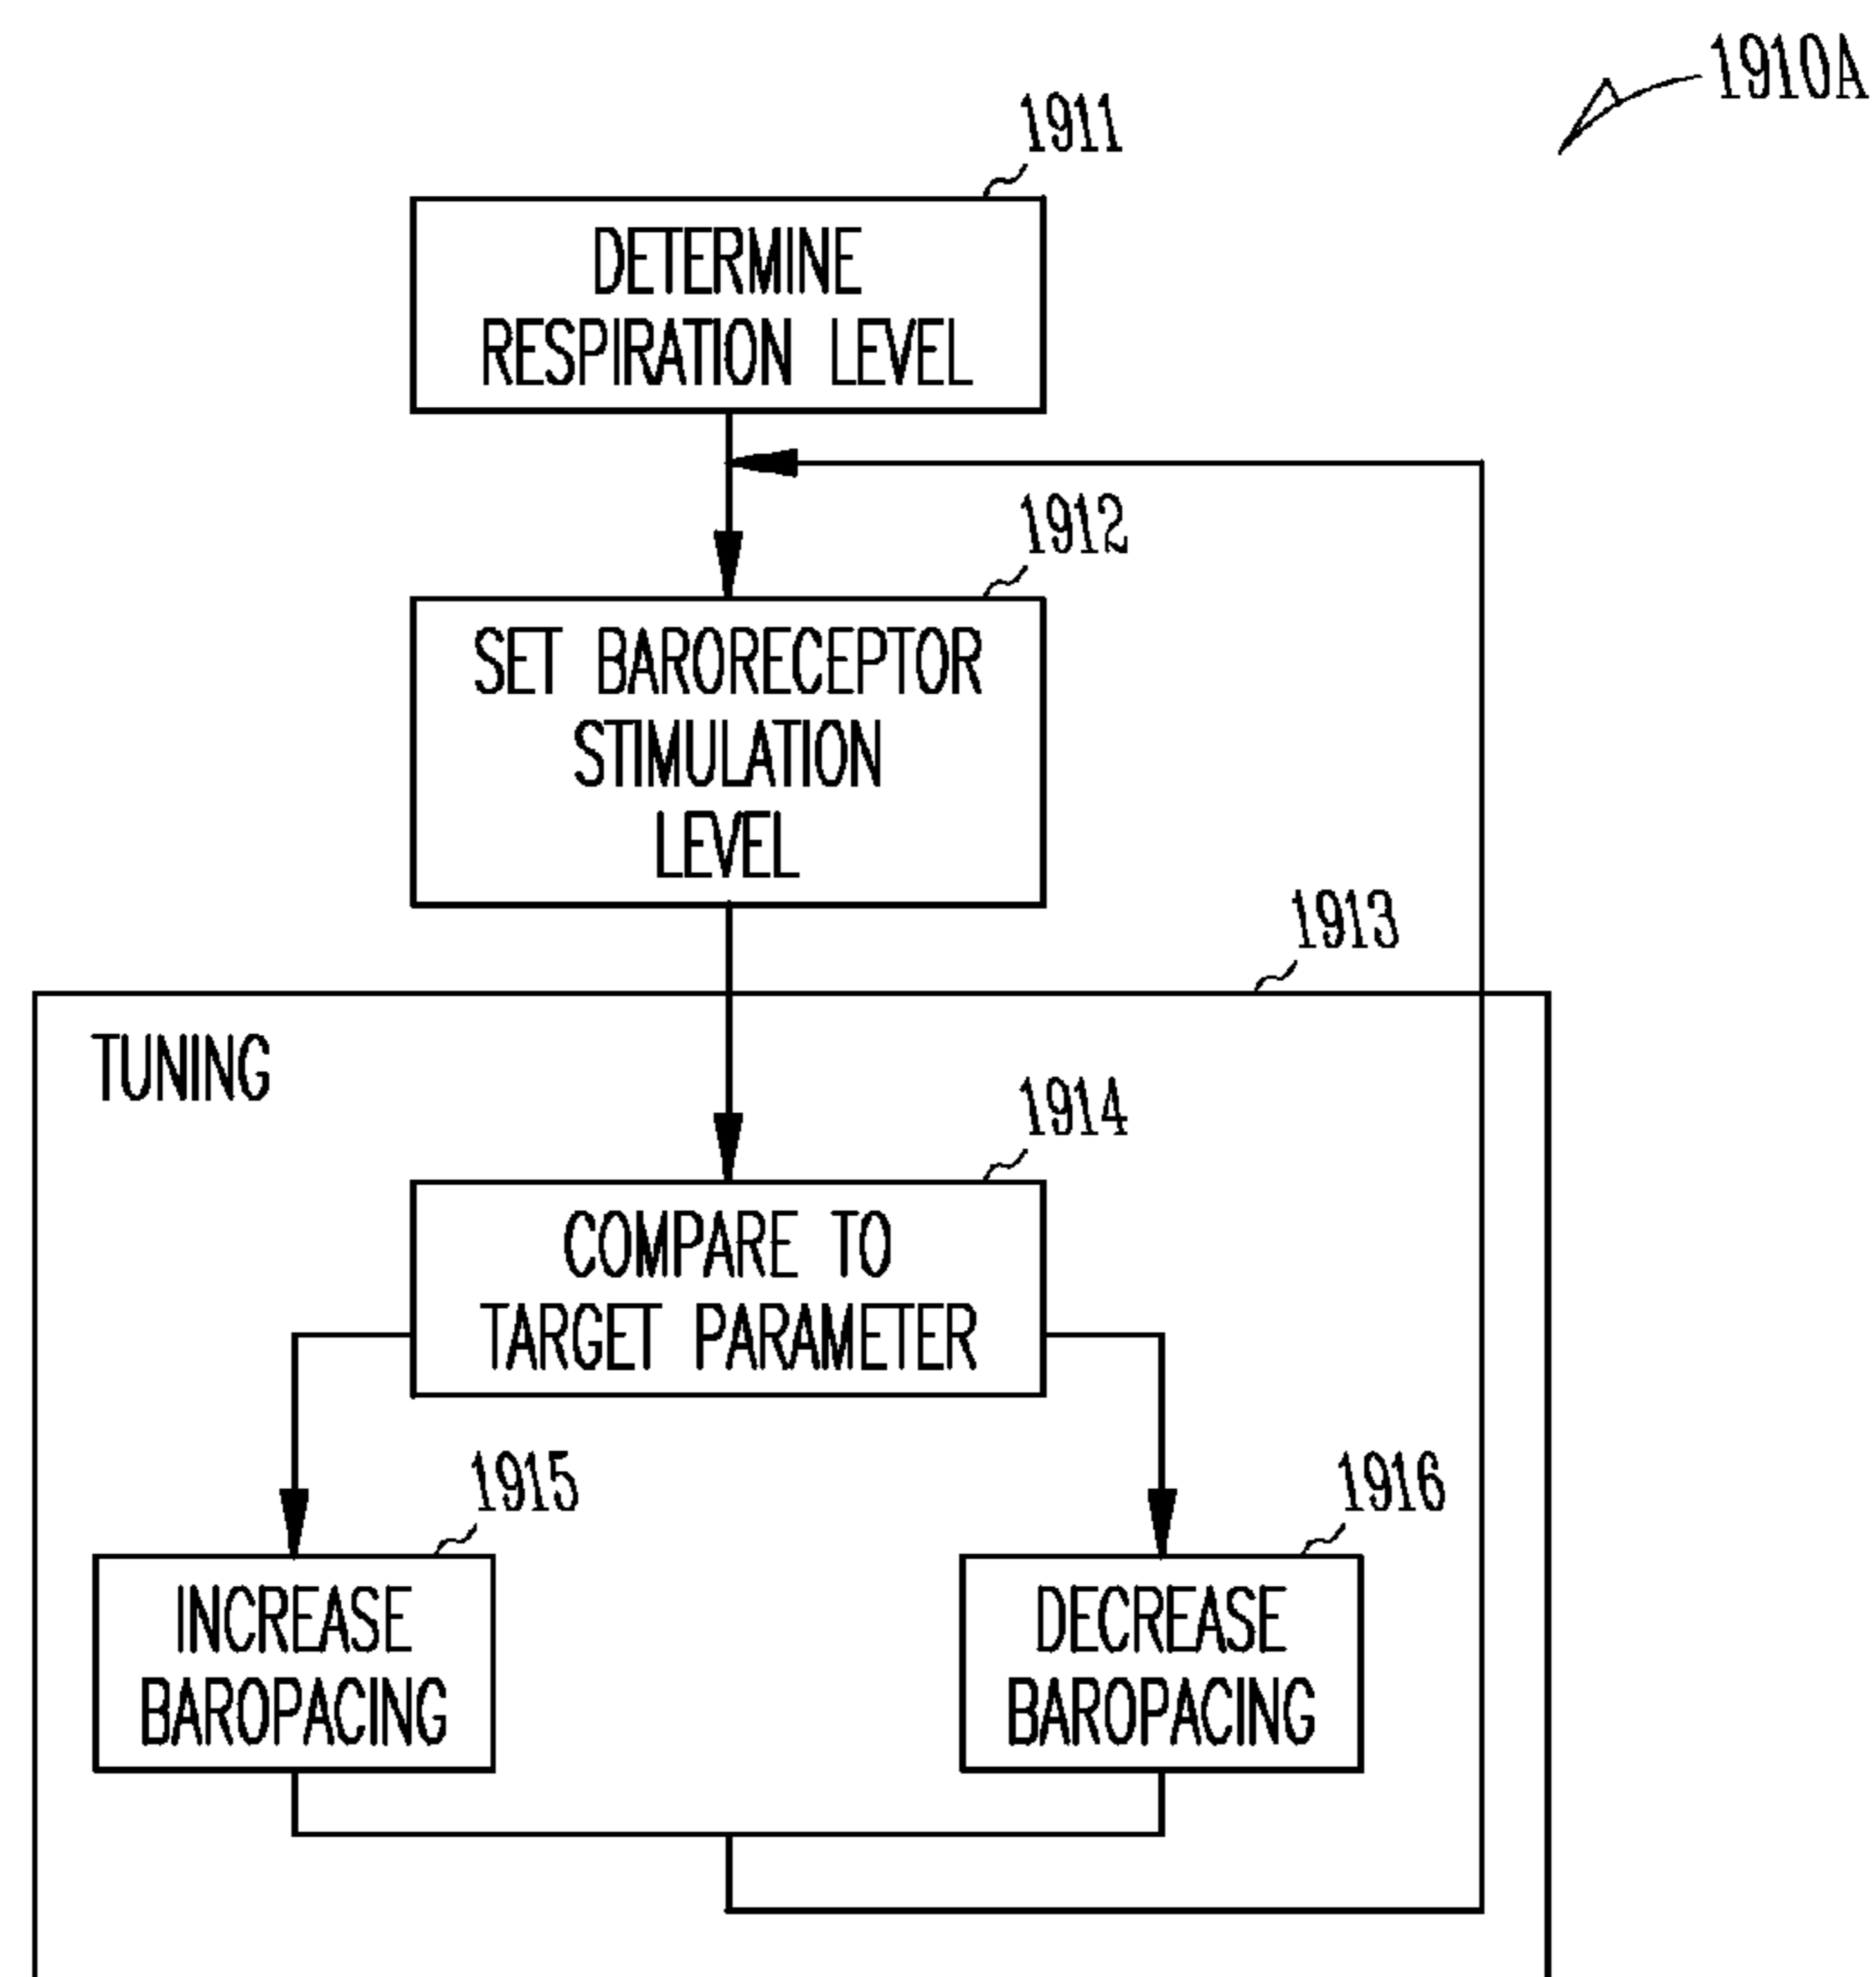 1910A
1911
DETERMINE
RESPIRATION LEVEL
1912
SET BARORECEPTOR
STIMULATION
LEVEL
1913
TUNING
1914
COMPARE TO
TARGET PARAMETER
1915
INCREASE
BAROPACING
1916
DECREASE
BAROPACING